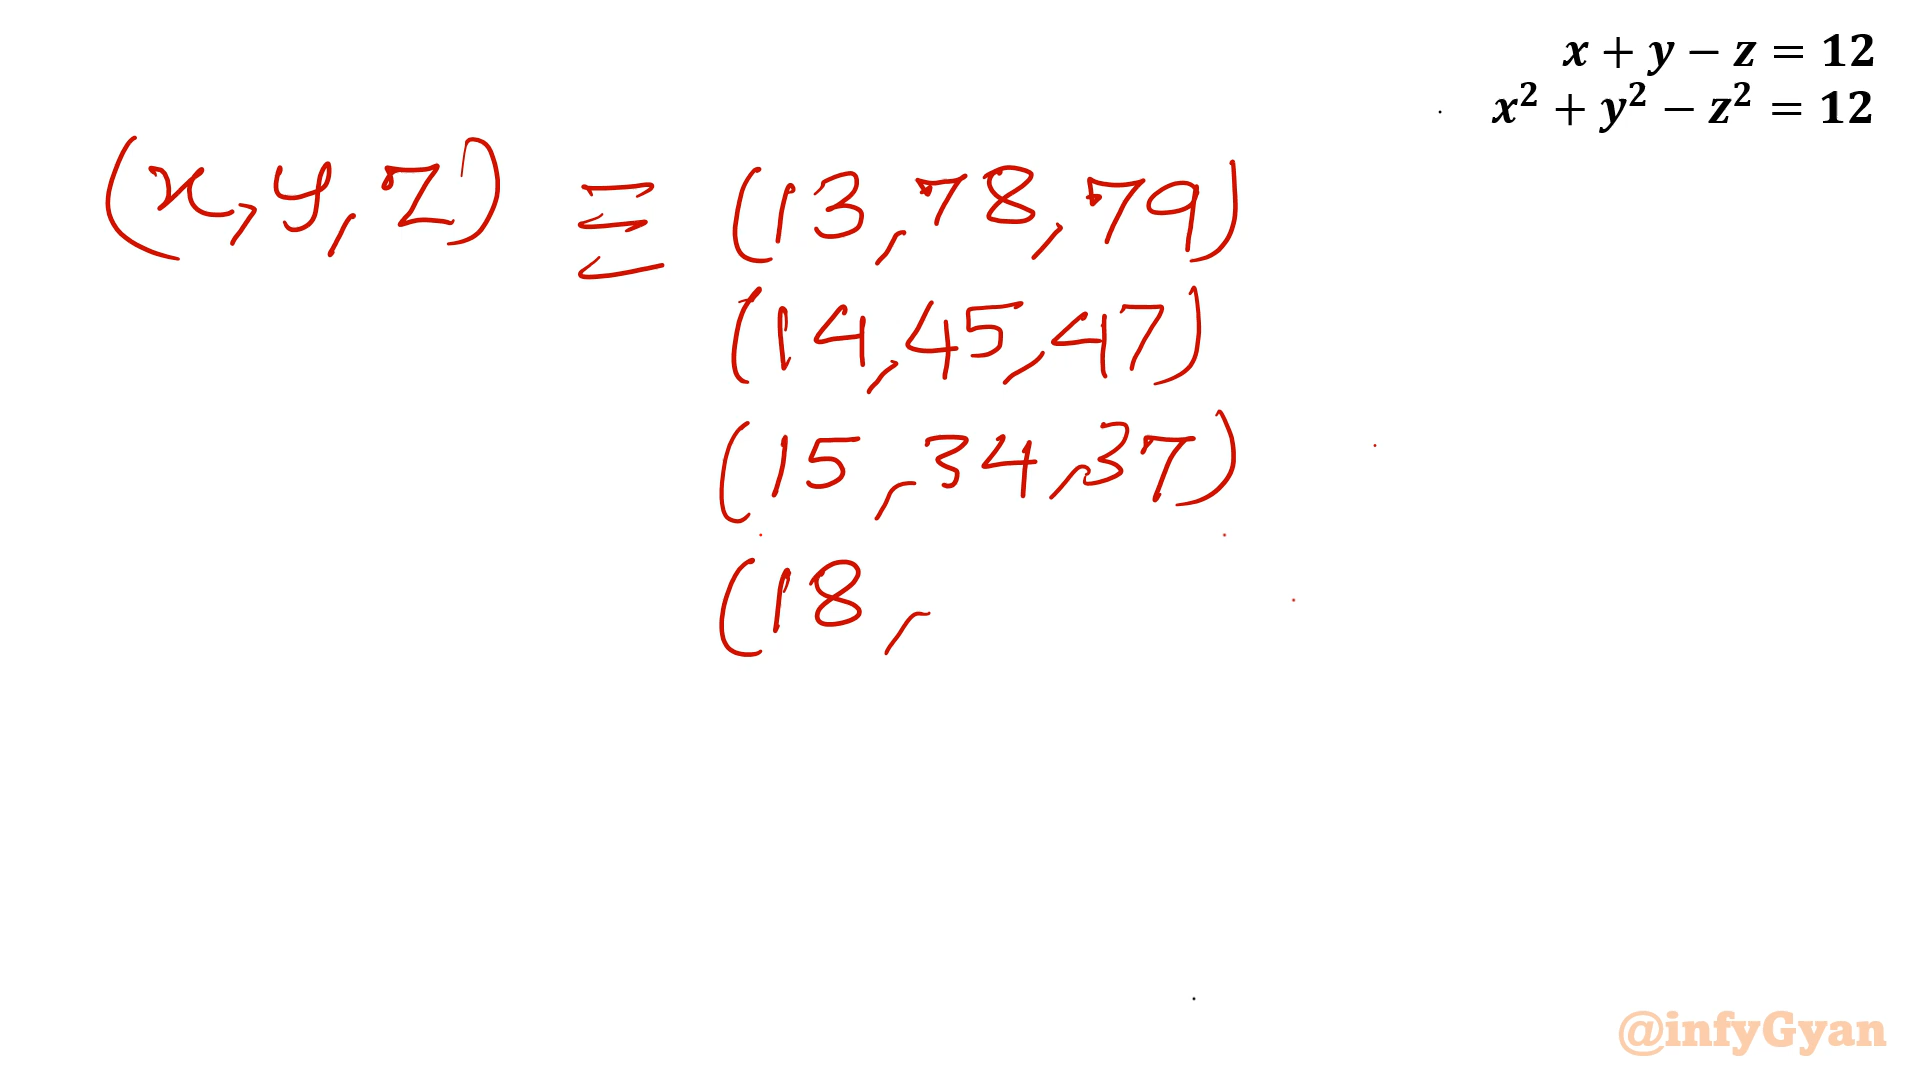 x + y − z = 12
x² + y² − z² = 12
(x, y, z) ≡ (13, 78, 79)
(14, 45, 47)
(15, 34, 37)
(18,
@infyGyan